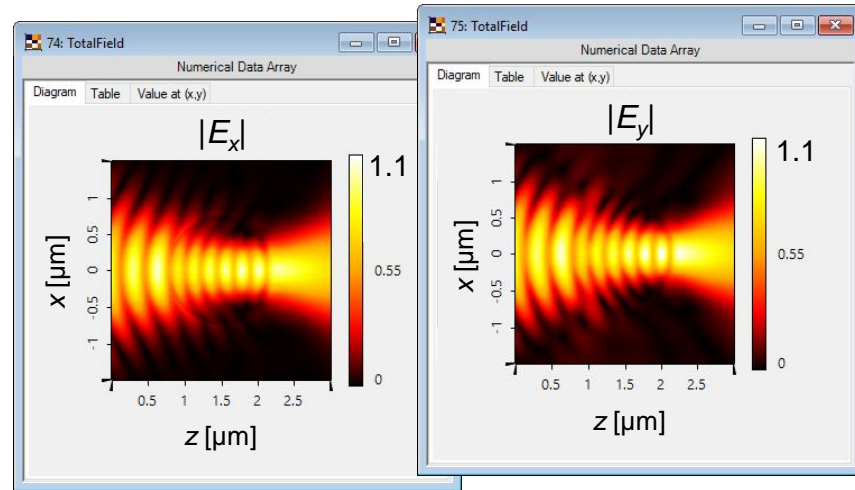 74: TotalField
Numerical Data Array
Diagram Table Value at (x,y)
|Eₓ|
1.1
0.55
0
x [µm]
1
0.5
0
-0.5
-1
0.5 1 1.5 2 2.5
z [µm]
75: TotalField
Numerical Data Array
Diagram Table Value at (x,y)
|E_y|
1.1
0.55
0
x [µm]
1
0.5
0
-0.5
-1
0.5 1 1.5 2 2.5
z [µm]